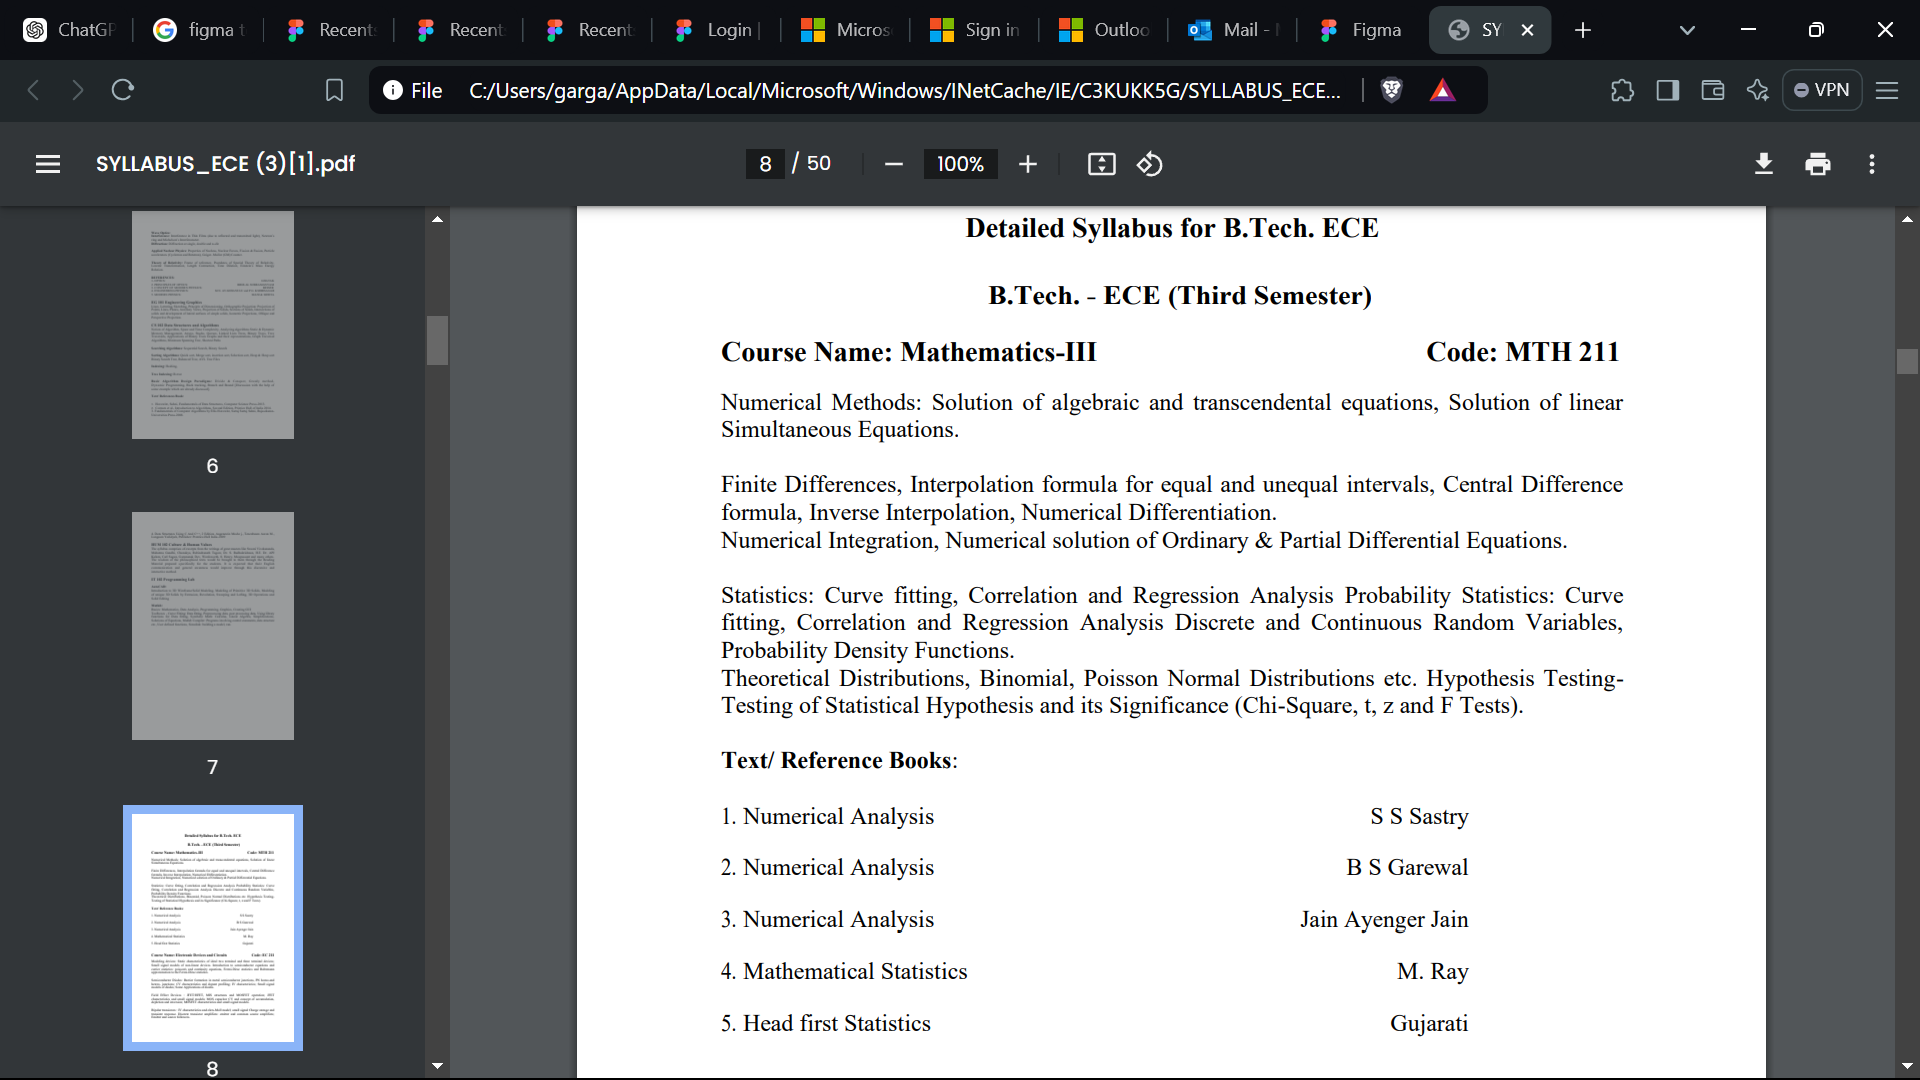 ChatGP
figma t
Recent
Recent
Recent
Login |
Micros
Sign in
Outloo
Mail -
Figma
SY
File C:/Users/garga/AppData/Local/Microsoft/Windows/INetCache/IE/C3KUKK5G/SYLLABUS_ECE...
VPN
SYLLABUS_ECE (3)[1].pdf
8 / 50
100%
6
7
8
Detailed Syllabus for B.Tech. ECE
B.Tech. - ECE (Third Semester)
Course Name: Mathematics-III Code: MTH 211
Numerical Methods: Solution of algebraic and transcendental equations, Solution of linear
Simultaneous Equations.
Finite Differences, Interpolation formula for equal and unequal intervals, Central Difference
formula, Inverse Interpolation, Numerical Differentiation.
Numerical Integration, Numerical solution of Ordinary & Partial Differential Equations.
Statistics: Curve fitting, Correlation and Regression Analysis Probability Statistics: Curve
fitting, Correlation and Regression Analysis Discrete and Continuous Random Variables,
Probability Density Functions.
Theoretical Distributions, Binomial, Poisson Normal Distributions etc. Hypothesis Testing-
Testing of Statistical Hypothesis and its Significance (Chi-Square, t, z and F Tests).
Text/ Reference Books:
1. Numerical Analysis S S Sastry
2. Numerical Analysis B S Garewal
3. Numerical Analysis Jain Ayenger Jain
4. Mathematical Statistics M. Ray
5. Head first Statistics Gujarati